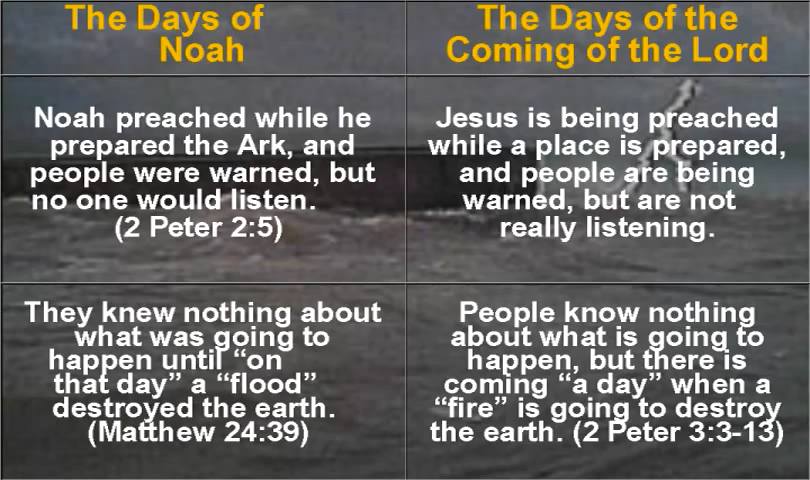 The Days of
Noah
The Days of the
Coming of the Lord
Noah preached while he
prepared the Ark, and
people were warned, but
no one would listen.
(2 Peter 2:5)
Jesus is being preached
while a place is prepared,
and people are being
warned, but are not
really listening.
They knew nothing about
what was going to
happen until “on
that day” a “flood”
destroyed the earth.
(Matthew 24:39)
People know nothing
about what is going to
happen, but there is
coming “a day” when a
“fire” is going to destroy
the earth. (2 Peter 3:3-13)